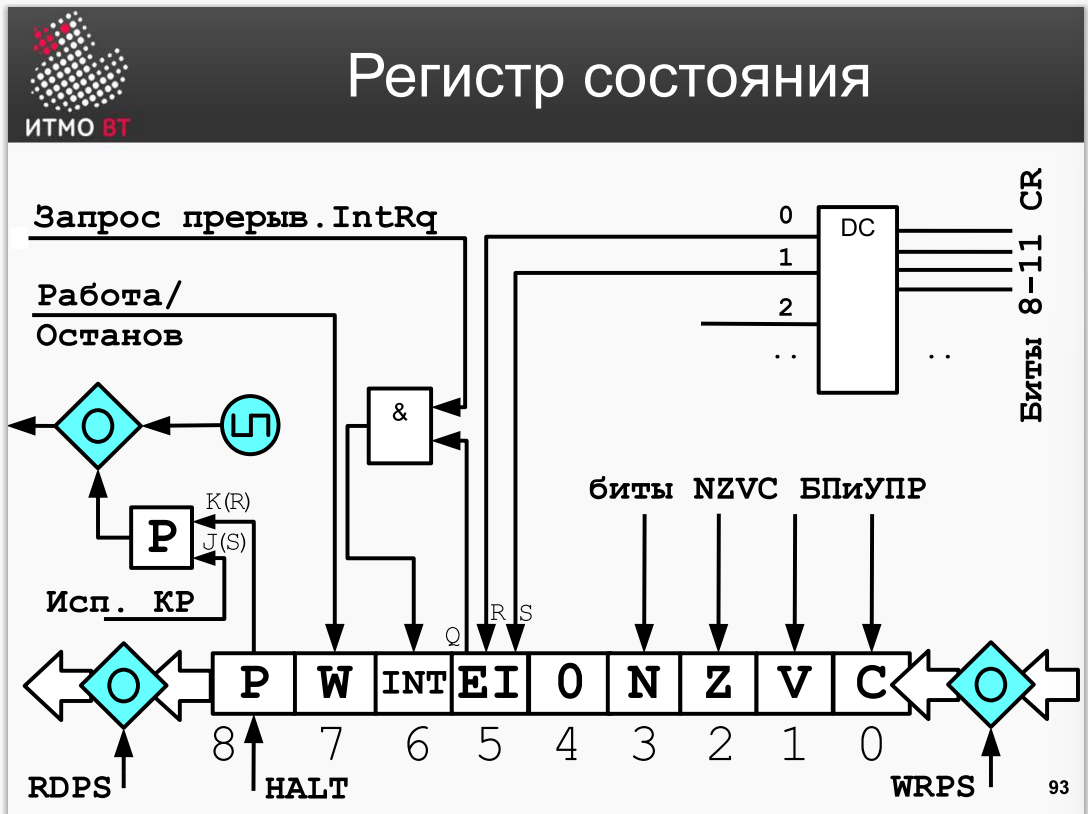 ИТМО ВТ
Регистр состояния
Запрос прерыв.IntRq
0
DC
1
Работа/
Останов
2
..
..
Биты 8-11 CR
&
биты NZVC БПиУПР
K(R)
P
J(S)
Исп. КР
R S
Q
P W INT EI 0 N Z V C
8 7 6 5 4 3 2 1 0
RDPS
HALT
WRPS
93